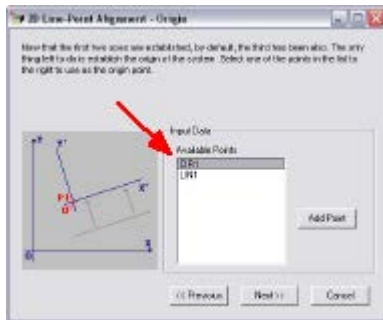 2D Line-Point Alignment - Origin
Now that the first two axes are established, by default, the third has been also. The only
thing left to do is establish the origin of the system. Select one of the points in the list to
the right to use as the origin point.
Input Data
Available Points
CIR1
LIN1
Add Point
Y
Y'
X'
P1
O'
X
O
<< Previous
Next >>
Cancel